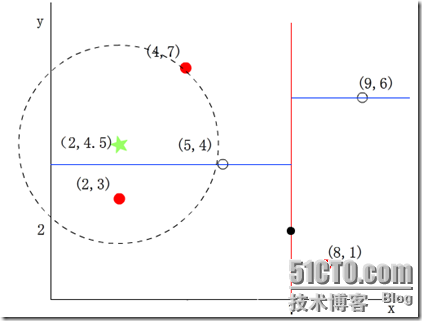 y
(4,7)
(9,6)
(2,4.5)
(5,4)
(2,3)
2
(8,1)
51CTO.com
技术博客 Blog
x